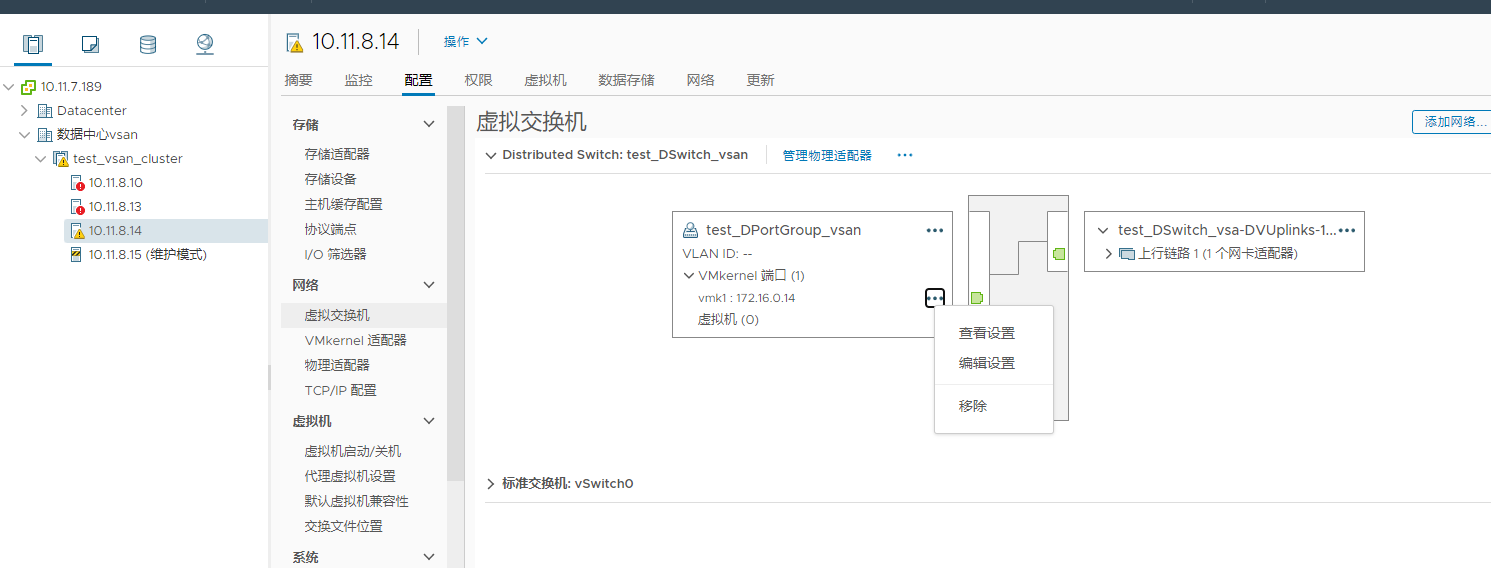 10.11.7.189
Datacenter
数据中心vsan
test_vsan_cluster
10.11.8.10
10.11.8.13
10.11.8.14
10.11.8.15 (维护模式)
10.11.8.14 操作
摘要 监控 配置 权限 虚拟机 数据存储 网络 更新
存储
存储适配器
存储设备
主机缓存配置
协议端点
I/O 筛选器
网络
虚拟交换机
VMkernel 适配器
物理适配器
TCP/IP 配置
虚拟机
虚拟机启动/关机
代理虚拟机设置
默认虚拟机兼容性
交换文件位置
系统
虚拟交换机
添加网络...
Distributed Switch: test_DSwitch_vsan 管理物理适配器 ...
test_DPortGroup_vsan ...
VLAN ID: --
VMkernel 端口 (1)
vmk1 : 172.16.0.14 ...
虚拟机 (0)
查看设置
编辑设置
移除
test_DSwitch_vsa-DVUplinks-1... ...
上行链路 1 (1 个网卡适配器)
标准交换机: vSwitch0